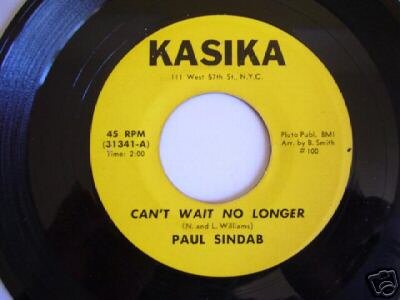 KASIKA
111 West 57th St., N.Y.C.
45 RPM
(31341-A)
Time: 2:00
Pluto Publ. BMI
Arr. by B. Smith
# 100
CAN'T WAIT NO LONGER
(N. and L. Williams)
PAUL SINDAB